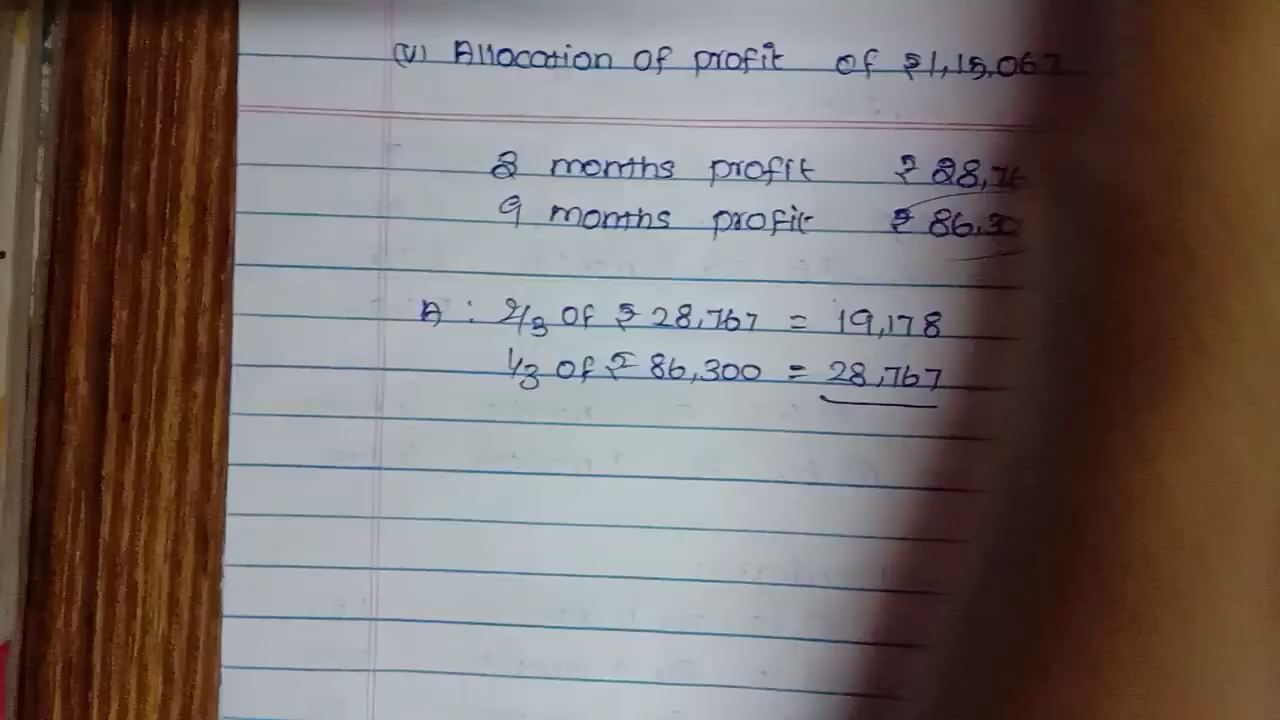 (V) Allocation of profit of ₹1,15,067
3 months profit ₹ 28,76
9 months profit ₹ 86,30
A : 2/3 of ₹ 28,767 = 19,178
1/3 of ₹ 86,300 = 28,767